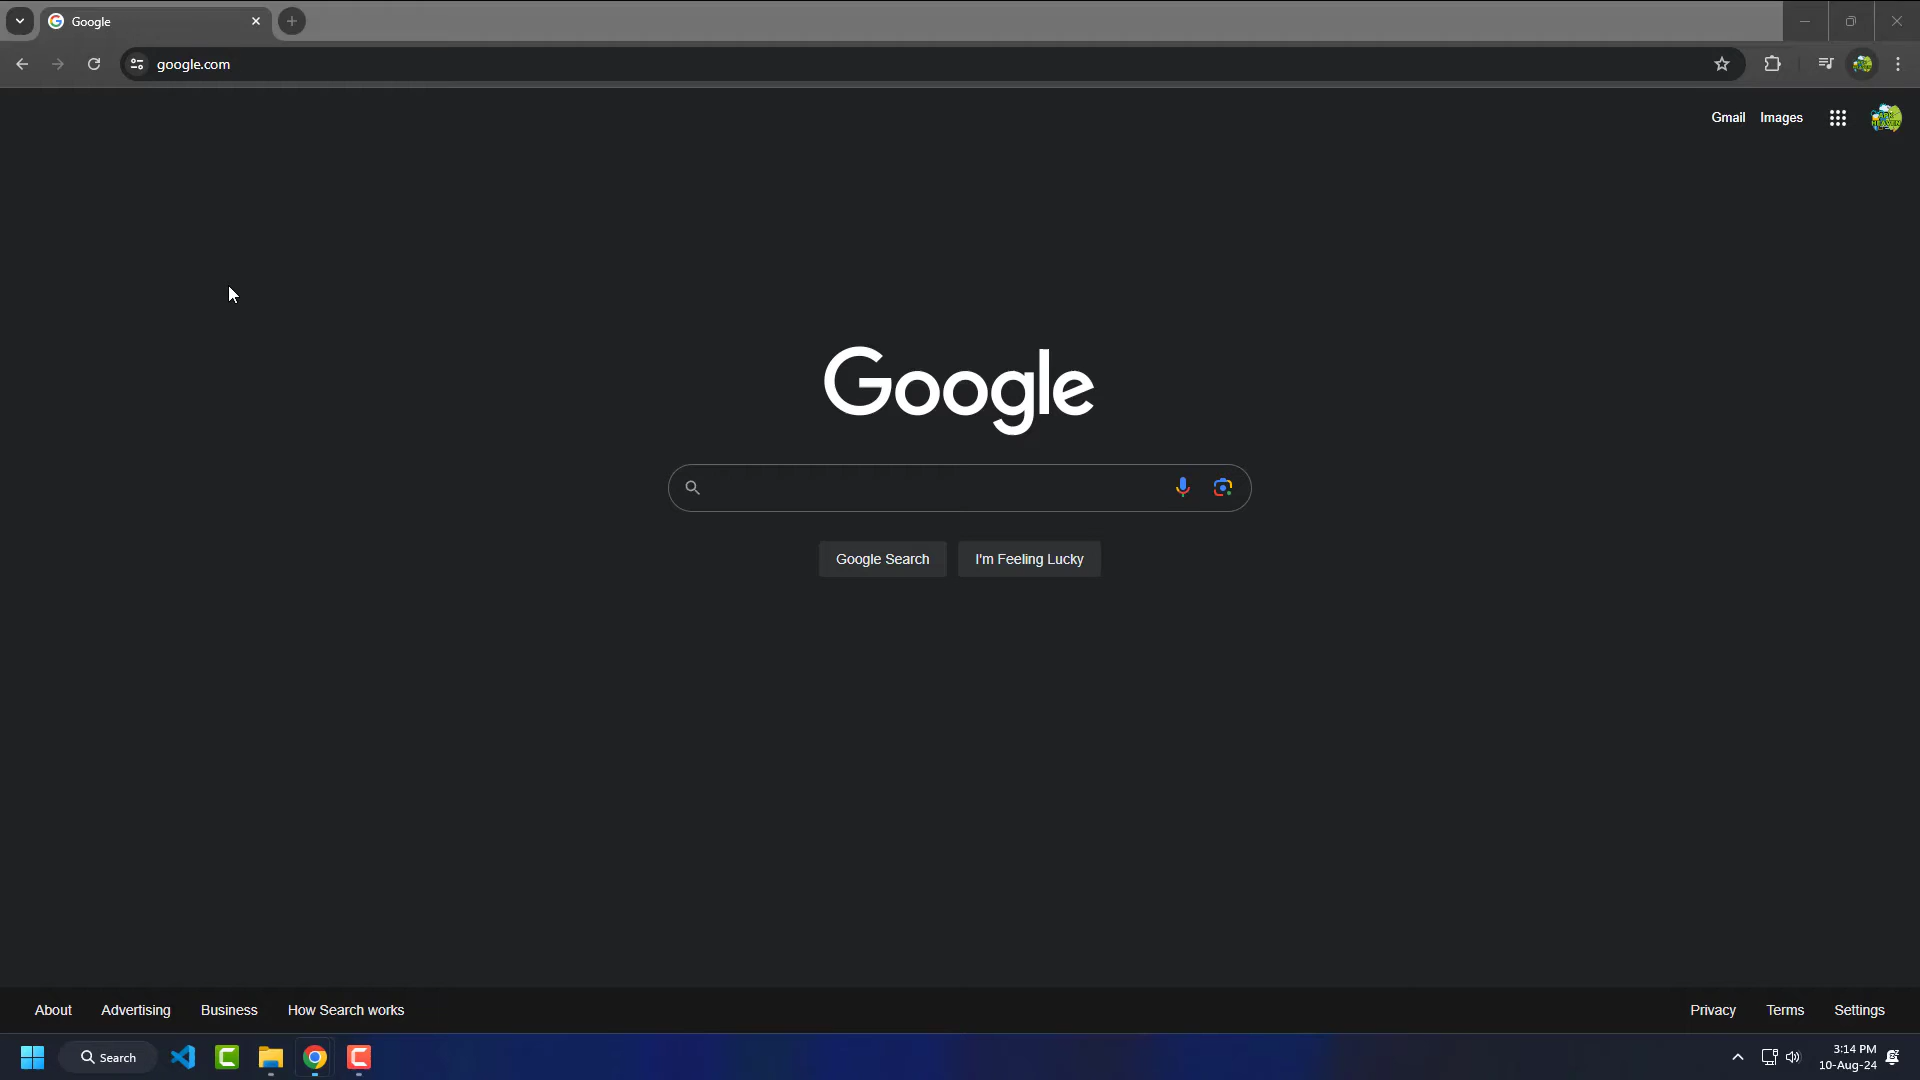 Google
google.com
Gmail Images
Google
Google Search I'm Feeling Lucky
About Advertising Business How Search works Privacy Terms Settings
Search
3:14 PM
10-Aug-24